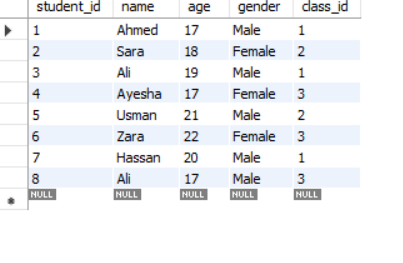 student_id name age gender class_id
1 Ahmed 17 Male 1
2 Sara 18 Female 2
3 Ali 19 Male 1
4 Ayesha 17 Female 3
5 Usman 21 Male 2
6 Zara 22 Female 3
7 Hassan 20 Male 1
8 Ali 17 Male 3
NULL NULL NULL NULL NULL